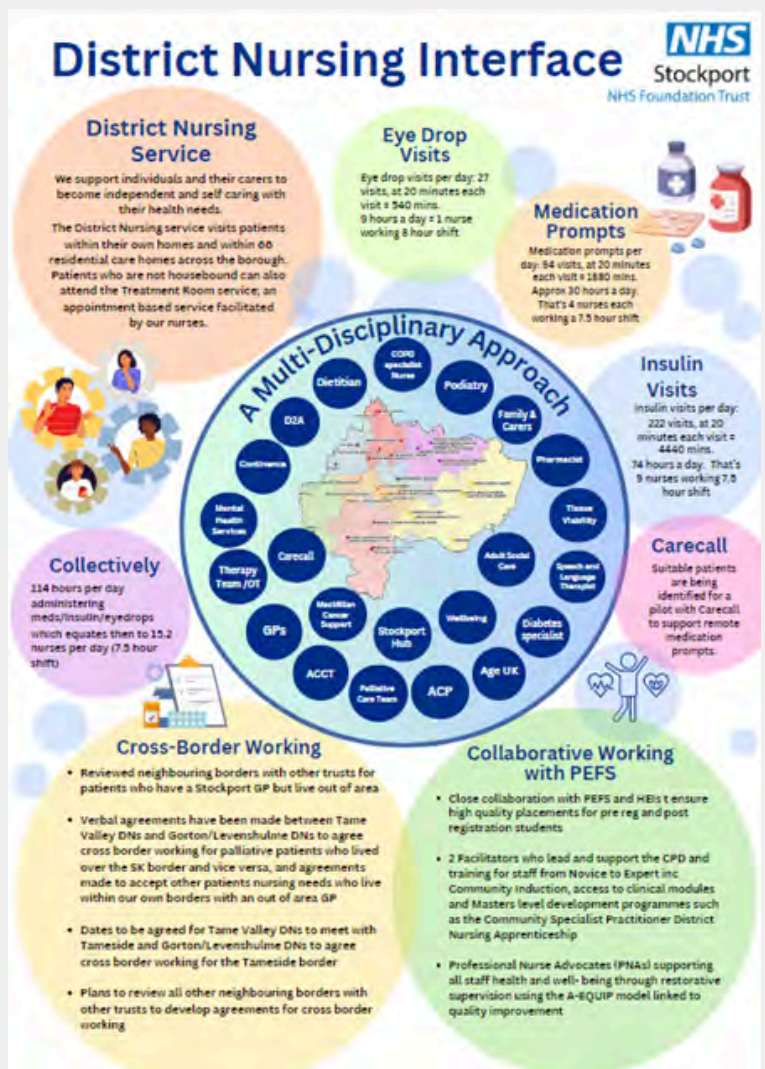 District Nursing Interface
NHS
Stockport
NHS Foundation Trust
District Nursing
Service
We support individuals and their carers to
become independent and self caring with
their health needs.
The District Nursing service visits patients
within their own homes and within 66
residential care homes across the borough.
Patients who are not housebound can also
attend the Treatment Room service; an
appointment based service facilitated
by our nurses.
Eye Drop
Visits
Eye drop visits per day: 27
visits, at 20 minutes each
visit = 540 mins.
9 hours a day = 1 nurse
working 8 hour shift
Medication
Prompts
Medication prompts per
day: 94 visits, at 20 minutes
each visit = 1880 mins.
Approx 30 hours a day.
That's 4 nurses each
working a 7.5 hour shift
Insulin
Visits
Insulin visits per day:
222 visits, at 20
minutes each visit =
4440 mins.
74 hours a day. That's
9 nurses working 7.5
hour shift
Carecall
Suitable patients
are being
identified for a
pilot with Carecall
to support remote
medication
prompts.
Collectively
114 hours per day
administering
meds/insulin/eyedrops
which equates then to 15.2
nurses per day (7.5 hour
shift)
A Multi-Disciplinary Approach
COPD
specialist
Nurse
Dietitian
Podiatry
D2A
Family &
Carers
Continence
Pharmacist
Mental
Health
Services
Tissue
Viability
Carecall
Adult Social
Care
Therapy
Team /OT
Speech and
Language
Therapist
MacMillan
Cancer
Support
Wellbeing
GPs
Stockport
Hub
Diabetes
specialist
ACCT
Age UK
Palliative
Care Team
ACP
Cross-Border Working
• Reviewed neighbouring borders with other trusts for
patients who have a Stockport GP but live out of area
• Verbal agreements have been made between Tame
Valley DNs and Gorton/Levenshulme DNs to agree
cross border working for palliative patients who lived
over the SK border and vice versa, and agreements
made to accept other patients nursing needs who live
within our own borders with an out of area GP
• Dates to be agreed for Tame Valley DNs to meet with
Tameside and Gorton/Levenshulme DNs to agree
cross border working for the Tameside border
• Plans to review all other neighbouring borders with
other trusts to develop agreements for cross border
working
Collaborative Working
with PEFS
• Close collaboration with PEFS and HEIs t ensure
high quality placements for pre reg and post
registration students
• 2 Facilitators who lead and support the CPD and
training for staff from Novice to Expert inc
Community Induction, access to clinical modules
and Masters level development programmes such
as the Community Specialist Practitioner District
Nursing Apprenticeship
• Professional Nurse Advocates (PNAs) supporting
all staff health and well- being through restorative
supervision using the A-EQUIP model linked to
quality improvement